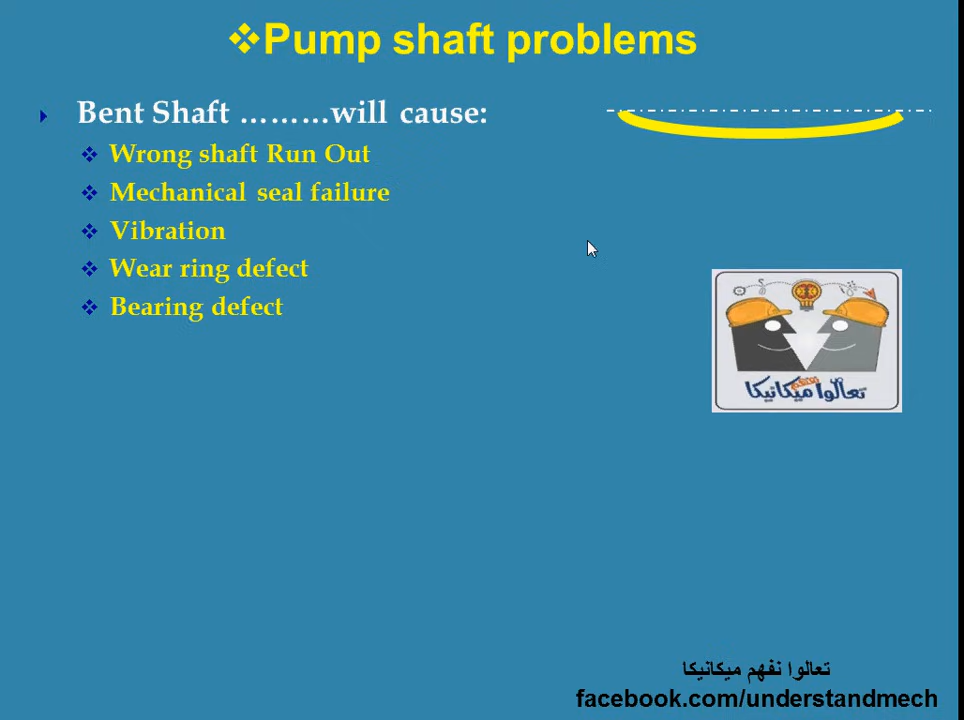 ❖Pump shaft problems
Bent Shaft ………will cause:
❖ Wrong shaft Run Out
❖ Mechanical seal failure
❖ Vibration
❖ Wear ring defect
❖ Bearing defect
تعالوا نفهم ميكانيكا
تعالوا نفهم ميكانيكا
facebook.com/understandmech